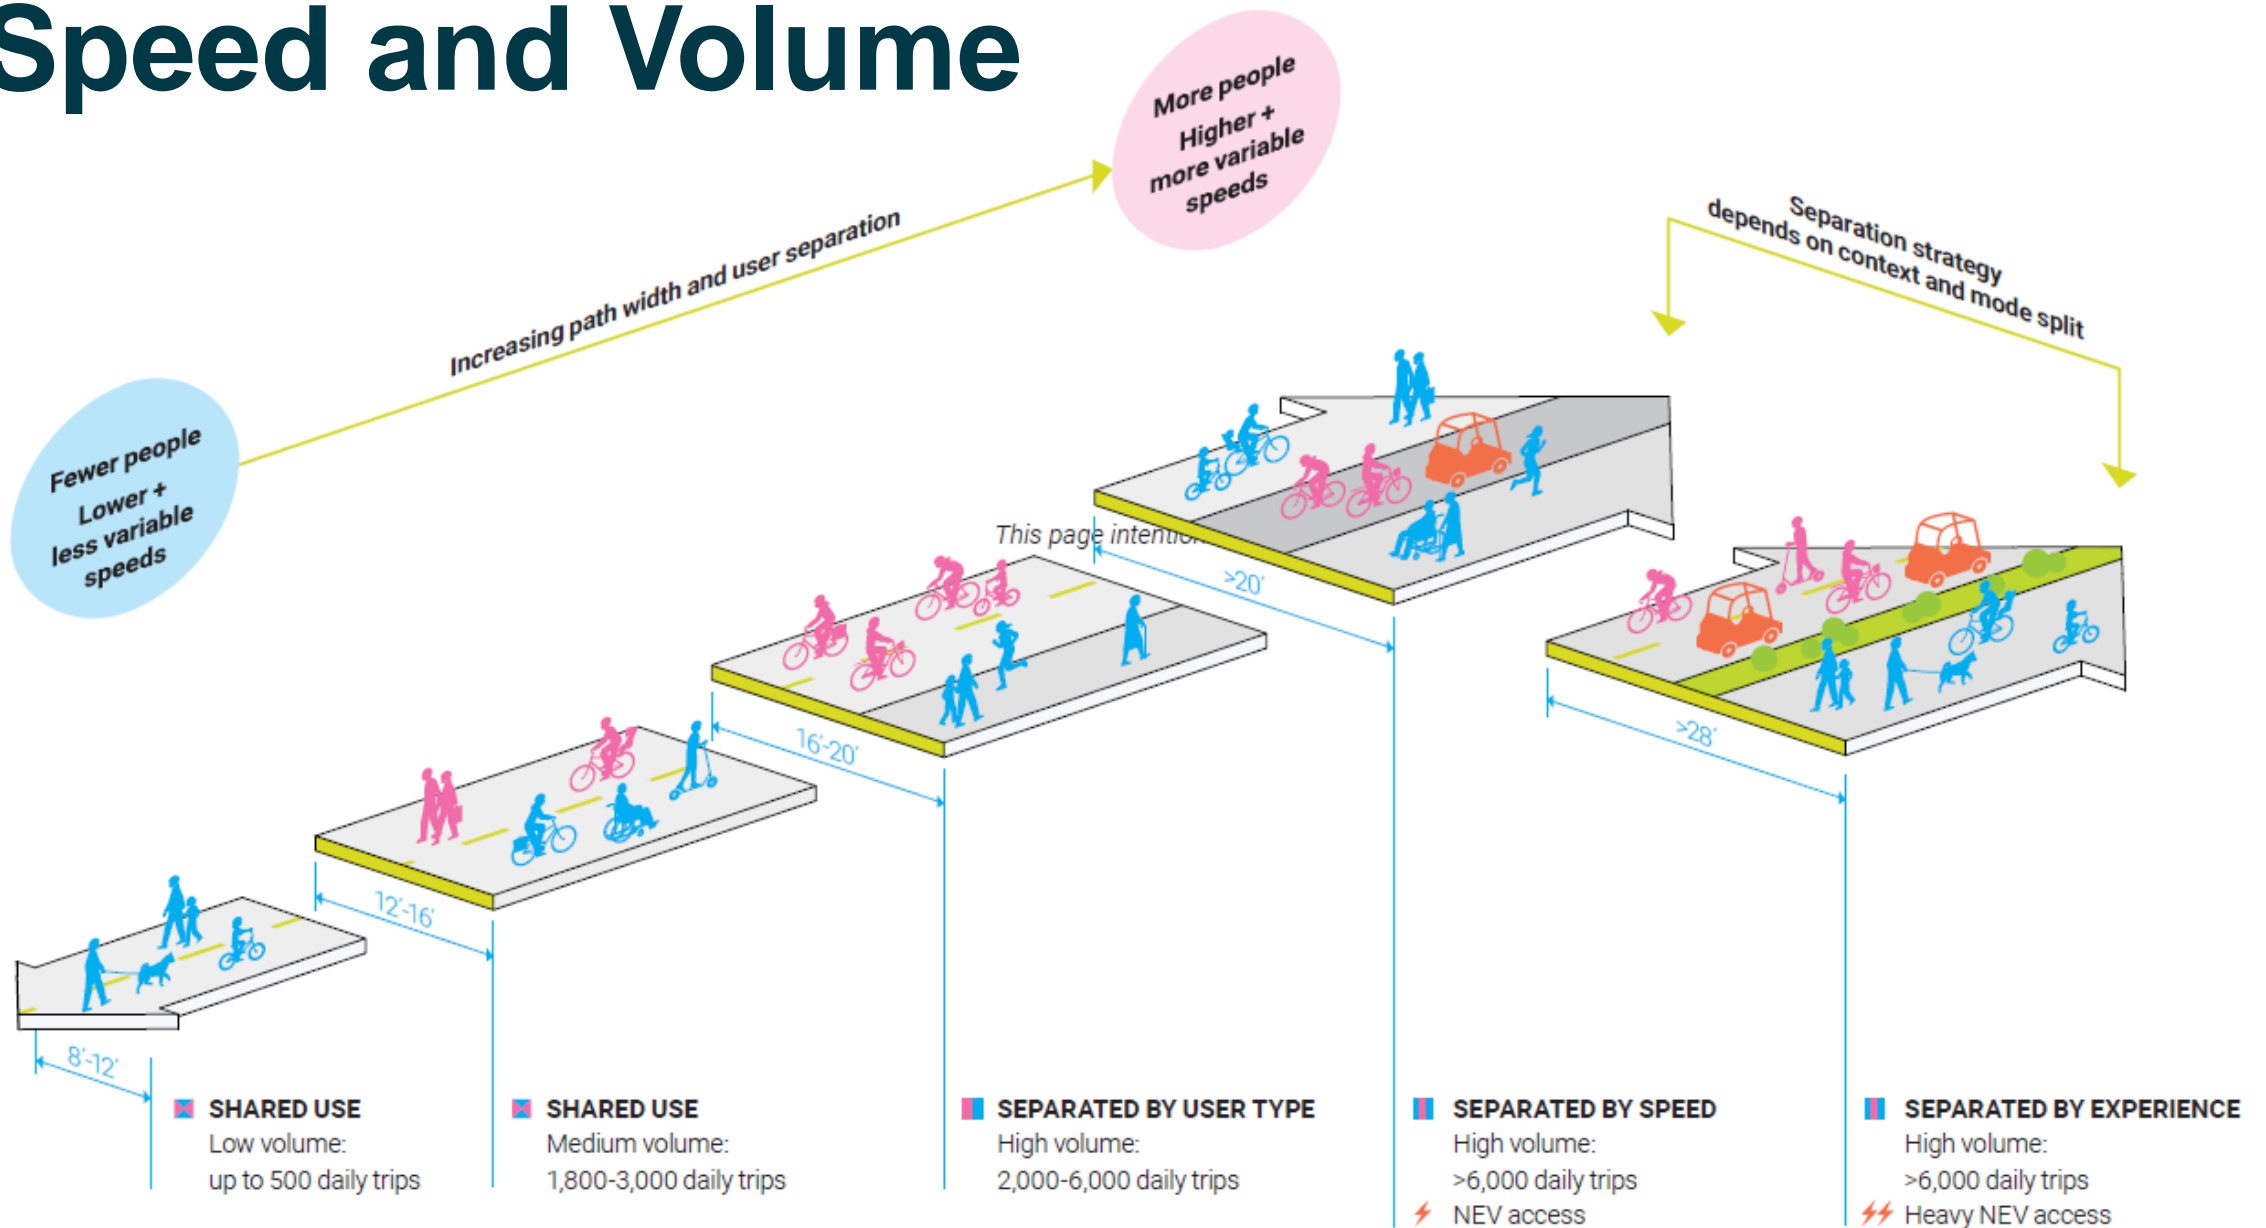 Speed and Volume
More people
Higher +
more variable
speeds
Increasing path width and user separation
Separation strategy
depends on context and mode split
Fewer people
Lower +
less variable
speeds
This page intention
>20'
>28'
16'-20'
12'-16'
8'-12'
SHARED USE
Low volume:
up to 500 daily trips
SHARED USE
Medium volume:
1,800-3,000 daily trips
SEPARATED BY USER TYPE
High volume:
2,000-6,000 daily trips
SEPARATED BY SPEED
High volume:
>6,000 daily trips
NEV access
SEPARATED BY EXPERIENCE
High volume:
>6,000 daily trips
Heavy NEV access